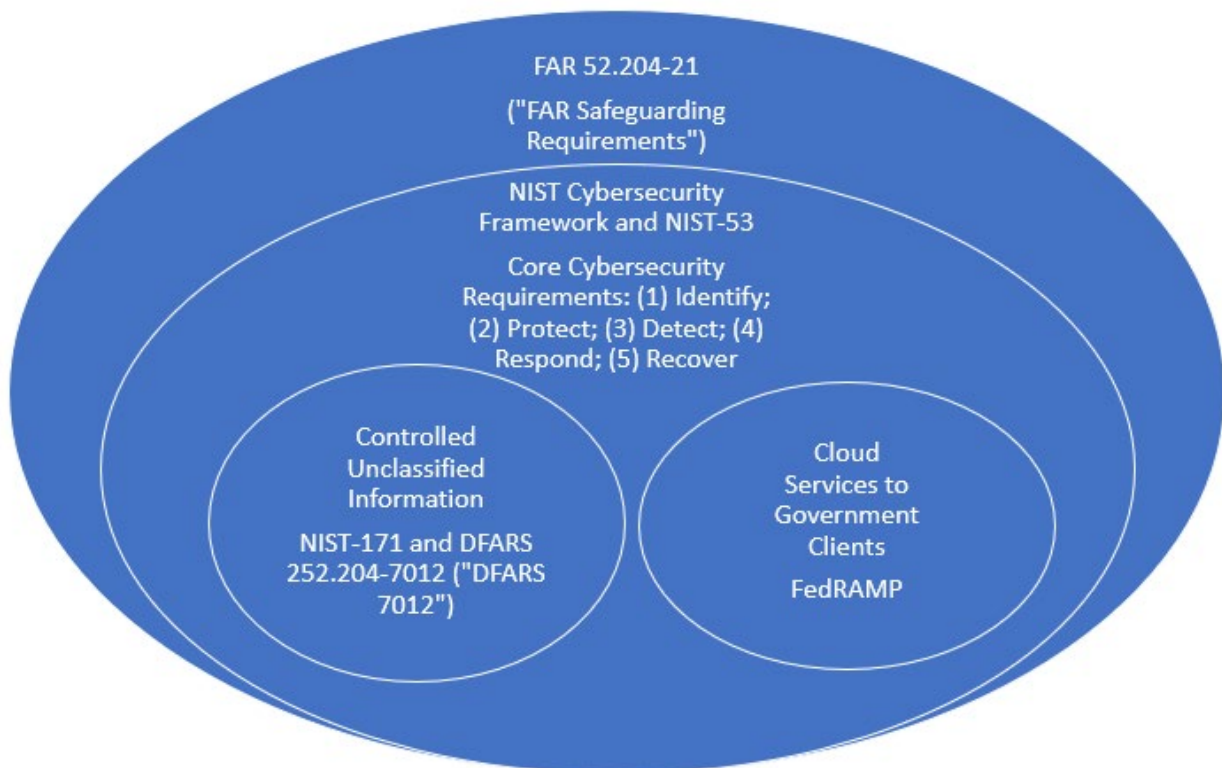 FAR 52.204-21
("FAR Safeguarding
Requirements")
NIST Cybersecurity
Framework and NIST-53
Core Cybersecurity
Requirements: (1) Identify;
(2) Protect; (3) Detect; (4)
Respond; (5) Recover
Controlled
Unclassified
Information
NIST-171 and DFARS
252.204-7012 ("DFARS
7012")
Cloud
Services to
Government
Clients
FedRAMP